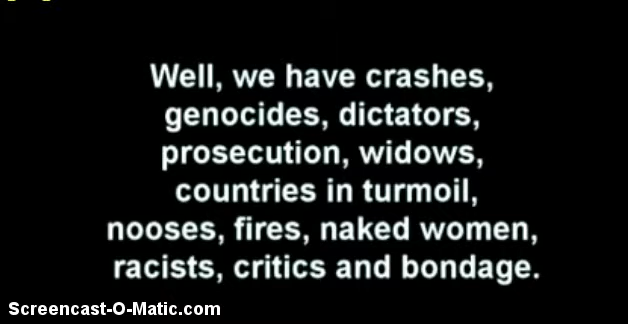 Well, we have crashes,
genocides, dictators,
prosecution, widows,
countries in turmoil,
nooses, fires, naked women,
racists, critics and bondage.
Screencast-O-Matic.com